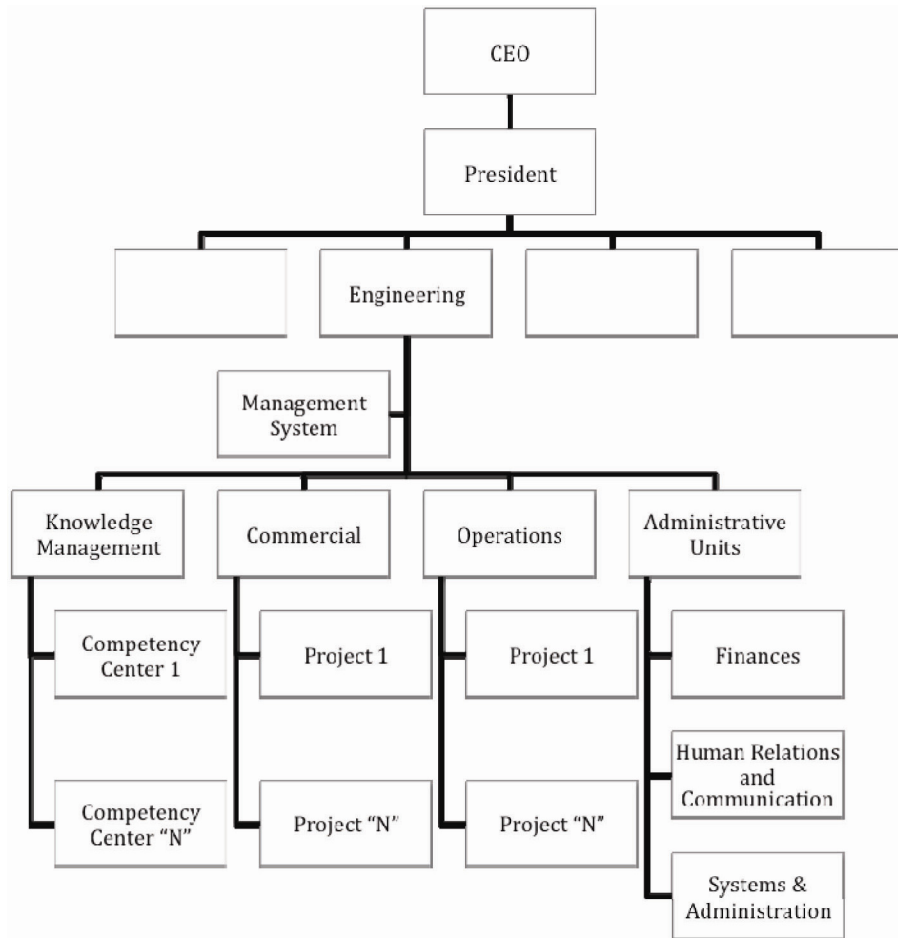 CEO
President
Engineering
Management
System
Knowledge
Management
Commercial
Operations
Administrative
Units
Competency
Center 1
Project 1
Project 1
Finances
Human Relations
and
Communication
Competency
Center “N”
Project “N”
Project “N”
Systems &
Administration